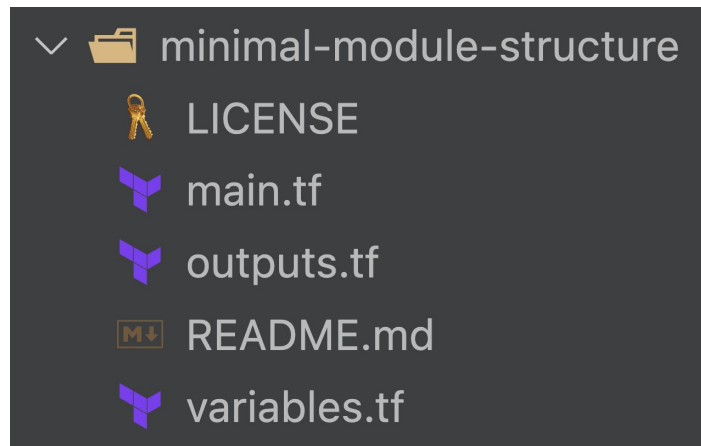 minimal-module-structure
LICENSE
main.tf
outputs.tf
M↓ README.md
variables.tf